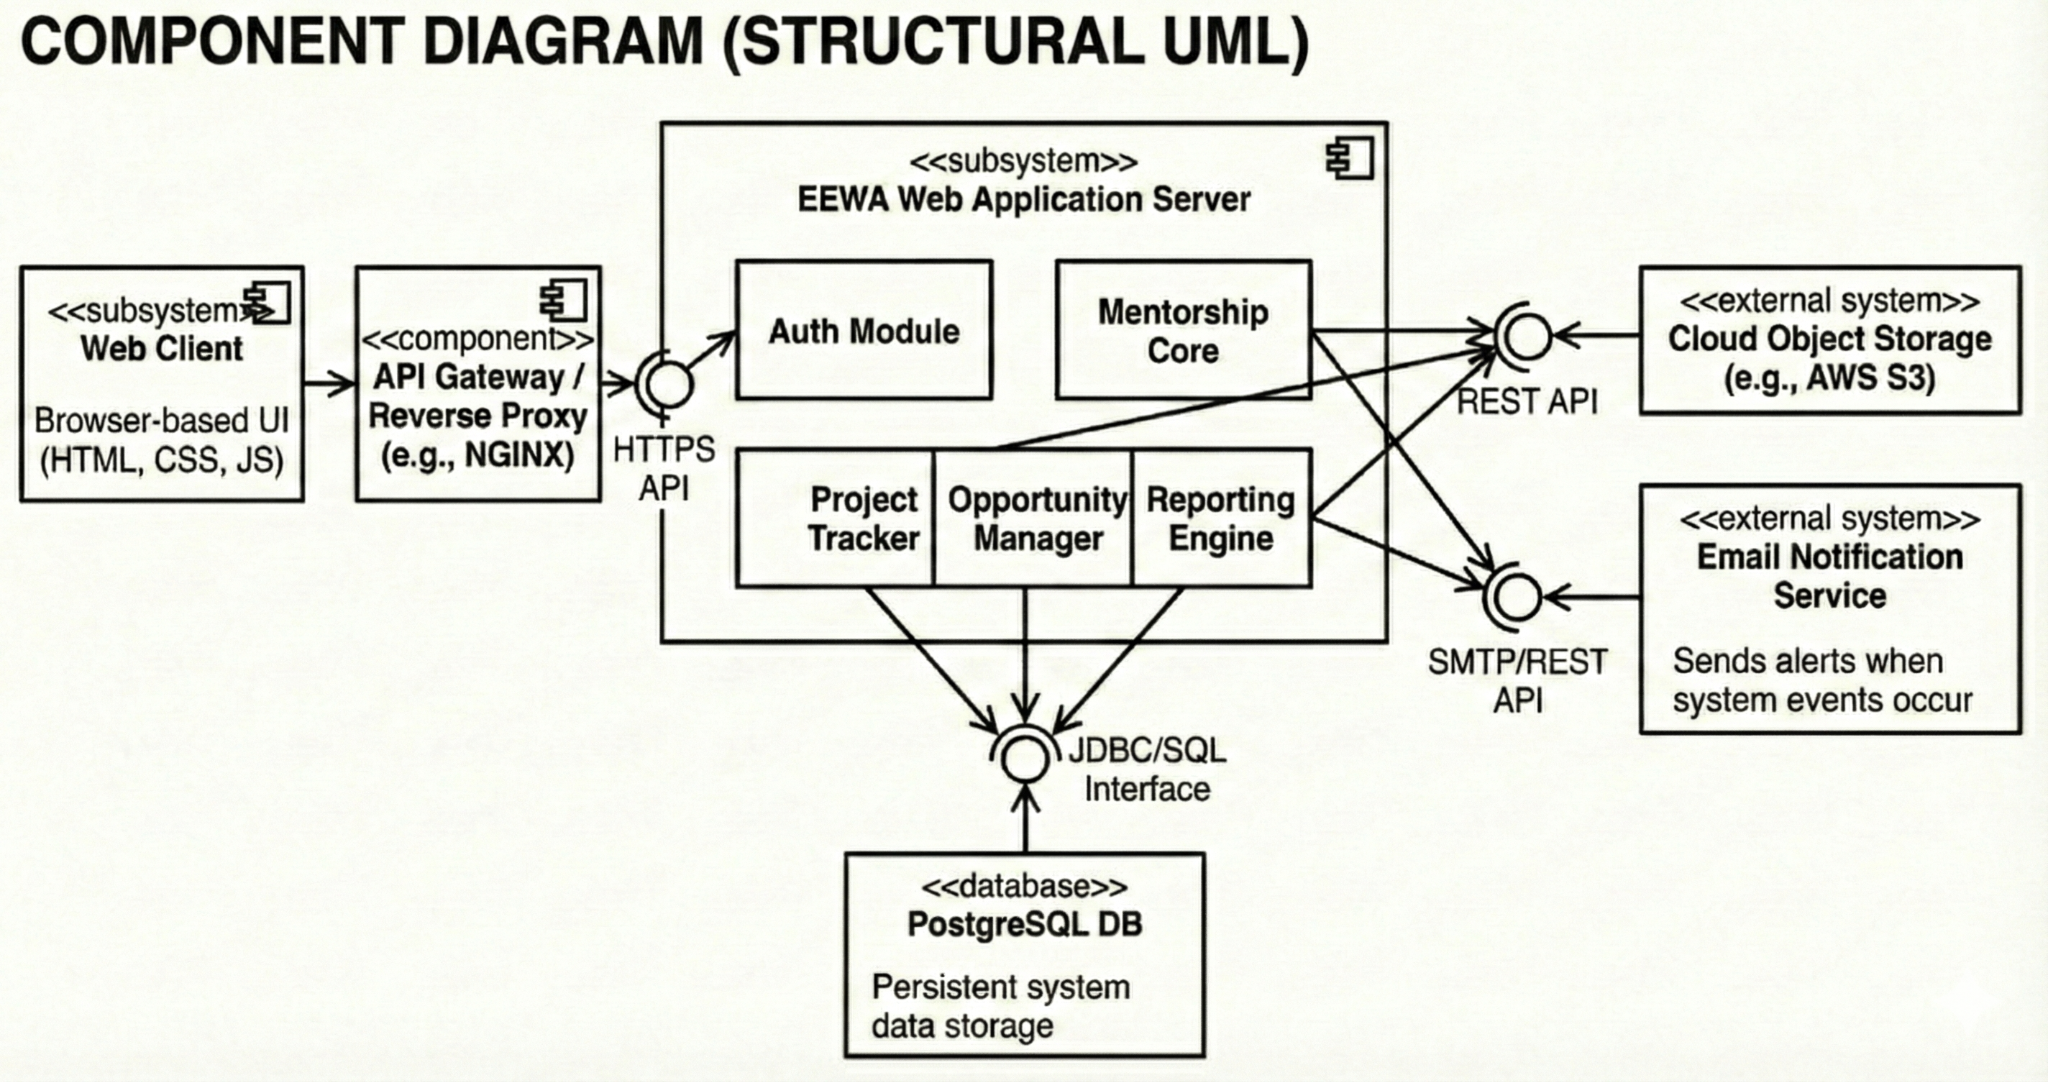 COMPONENT DIAGRAM (STRUCTURAL UML)
<<subsystem>>
EEWA Web Application Server
<<subsystem>>
Web Client
Browser-based UI
(HTML, CSS, JS)
<<component>>
API Gateway /
Reverse Proxy
(e.g., NGINX)
HTTPS
API
Auth Module
Mentorship
Core
Project
Tracker
Opportunity
Manager
Reporting
Engine
REST API
<<external system>>
Cloud Object Storage
(e.g., AWS S3)
SMTP/REST
API
<<external system>>
Email Notification
Service
Sends alerts when
system events occur
JDBC/SQL
Interface
<<database>>
PostgreSQL DB
Persistent system
data storage